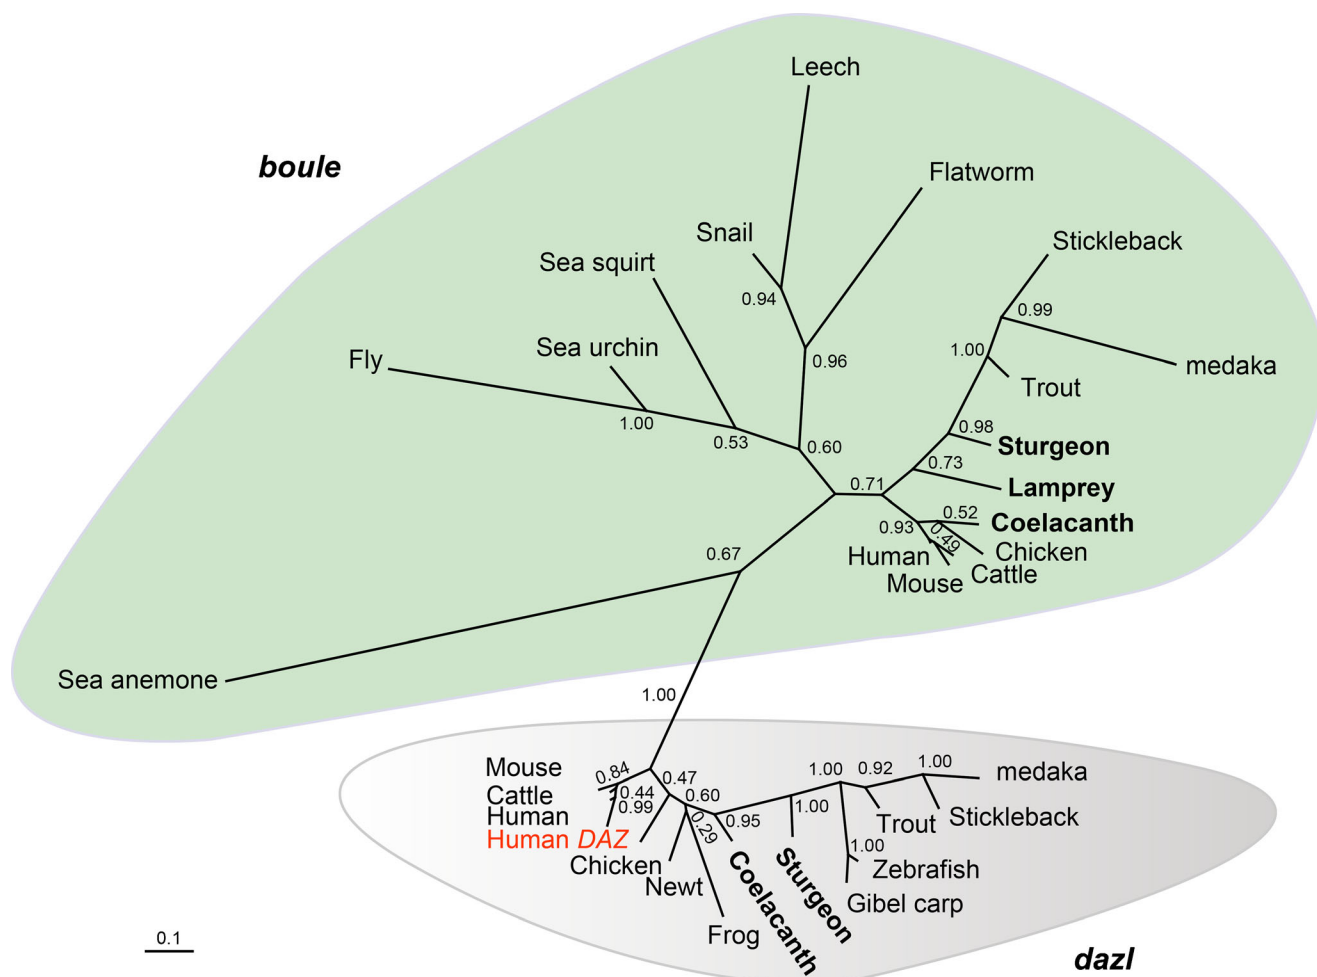 Leech
boule
Flatworm
Snail
Stickleback
Sea squirt
0.94
0.99
Sea urchin
Fly
0.96
1.00
medaka
Trout
1.00
0.53
0.60
0.98
Sturgeon
0.73
0.71
Lamprey
0.93
0.52
Coelacanth
0.49
Chicken
Human
Cattle
Mouse
0.67
Sea anemone
1.00
Mouse
0.84
0.47
1.00
0.92
1.00
medaka
Cattle
0.44
0.60
Human
0.99
0.29
0.95
1.00
Trout
Stickleback
Human DAZ
1.00
Chicken
Zebrafish
Newt
Gibel carp
Coelacanth
Sturgeon
Frog
0.1
dazl